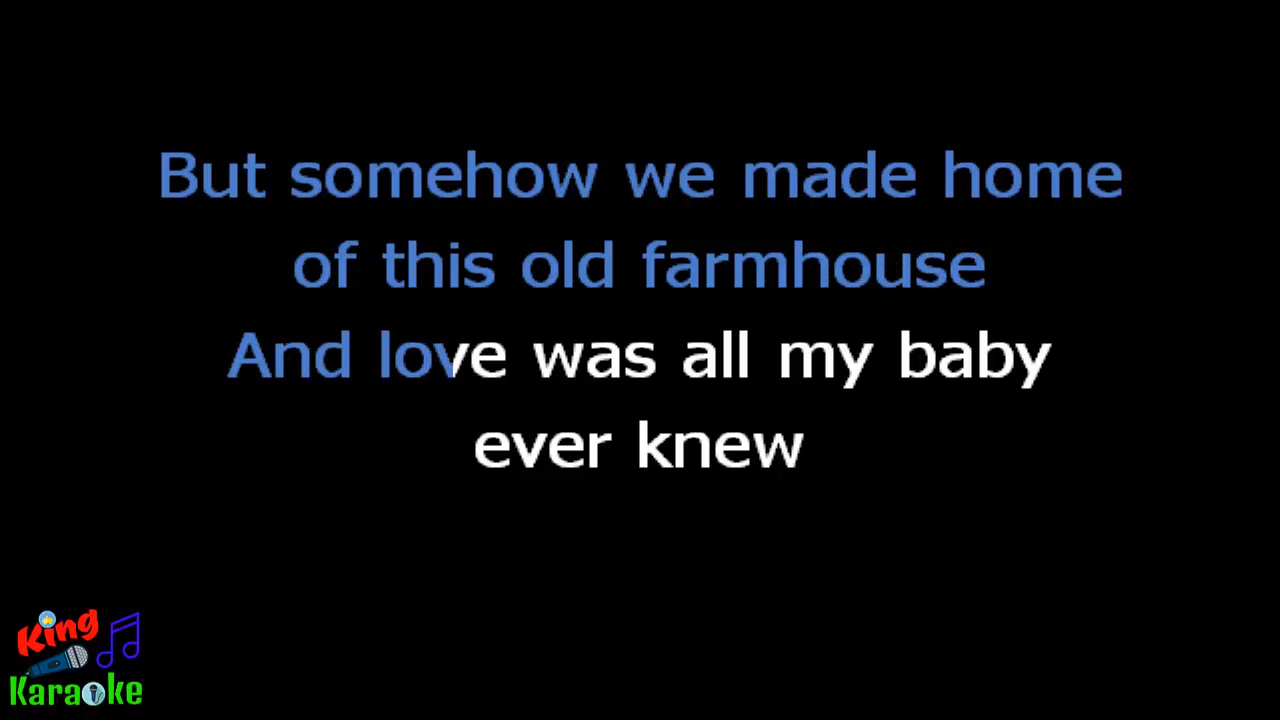 But somehow we made home
of this old farmhouse
And love was all my baby
ever knew
King
Karaoke